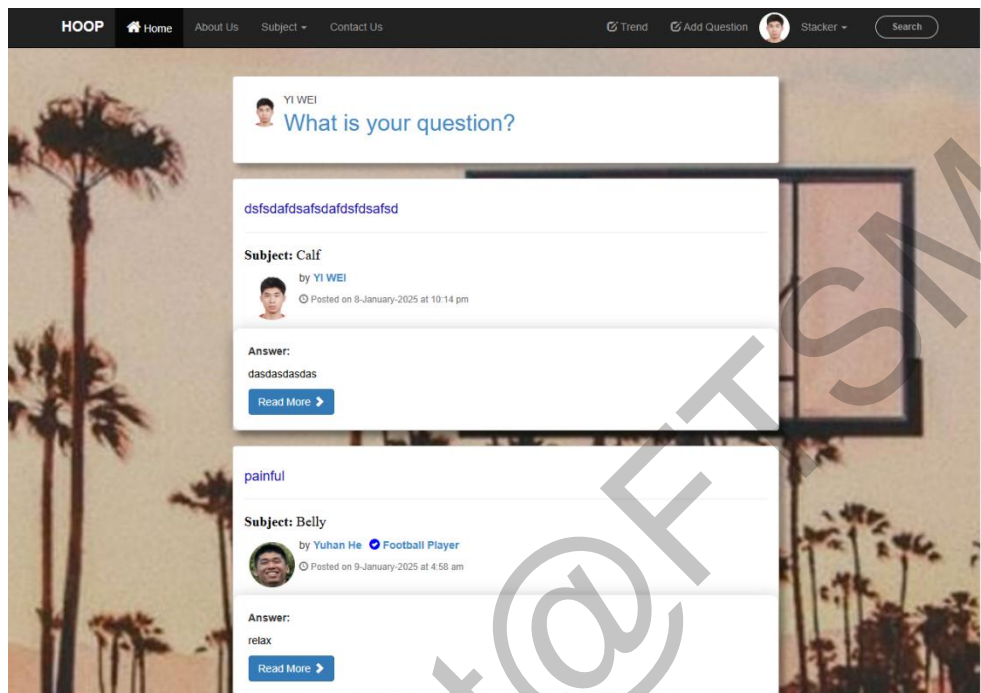 HOOP Home About Us Subject Contact Us Trend Add Question Stacker Search
YI WEI
What is your question?
dsfsdafdsafsdafdsfdsafsd
Subject: Calf
by YI WEI
Posted on 8-January-2025 at 10:14 pm
Answer:
dasdasdasdas
Read More
painful
Subject: Belly
by Yuhan He Football Player
Posted on 9-January-2025 at 4:58 am
Answer:
relax
Read More
t@FTSM